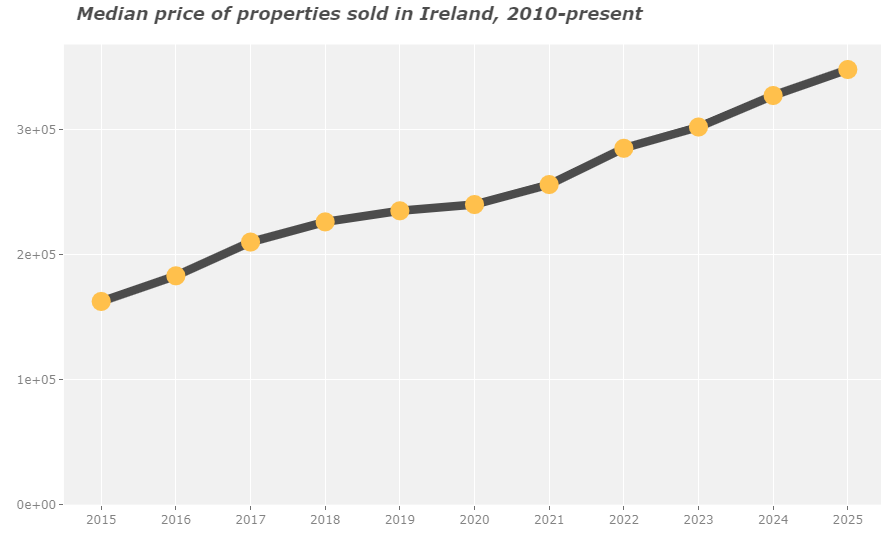 Median price of properties sold in Ireland, 2010-present
3e+05
2e+05
1e+05
0e+00
2015 2016 2017 2018 2019 2020 2021 2022 2023 2024 2025